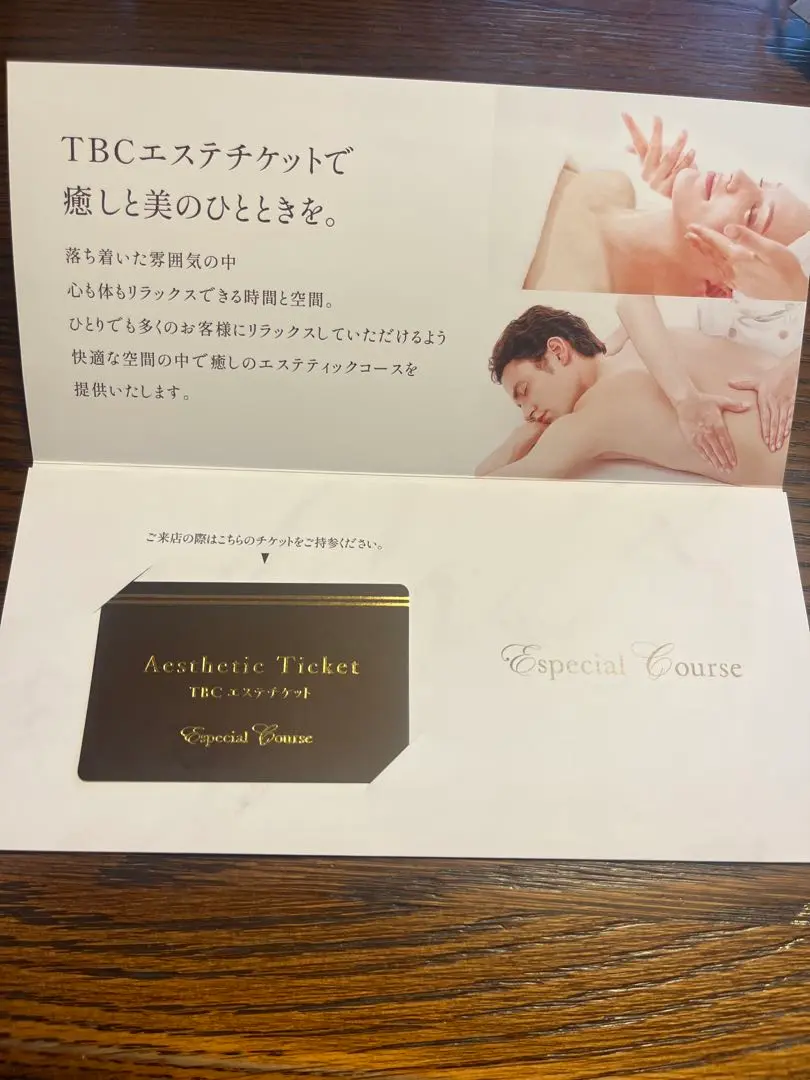 TBCエステチケットで
癒しと美のひとときを。
落ち着いた雰囲気の中
心も体もリラックスできる時間と空間。
ひとりでも多くのお客様にリラックスしていただけるよう
快適な空間の中で癒しのエステティックコースを
提供いたします。
ご来店の際はこちらのチケットをご持参ください。
Aesthetic Ticket
TBC エステチケット
Especial Course
Especial Course